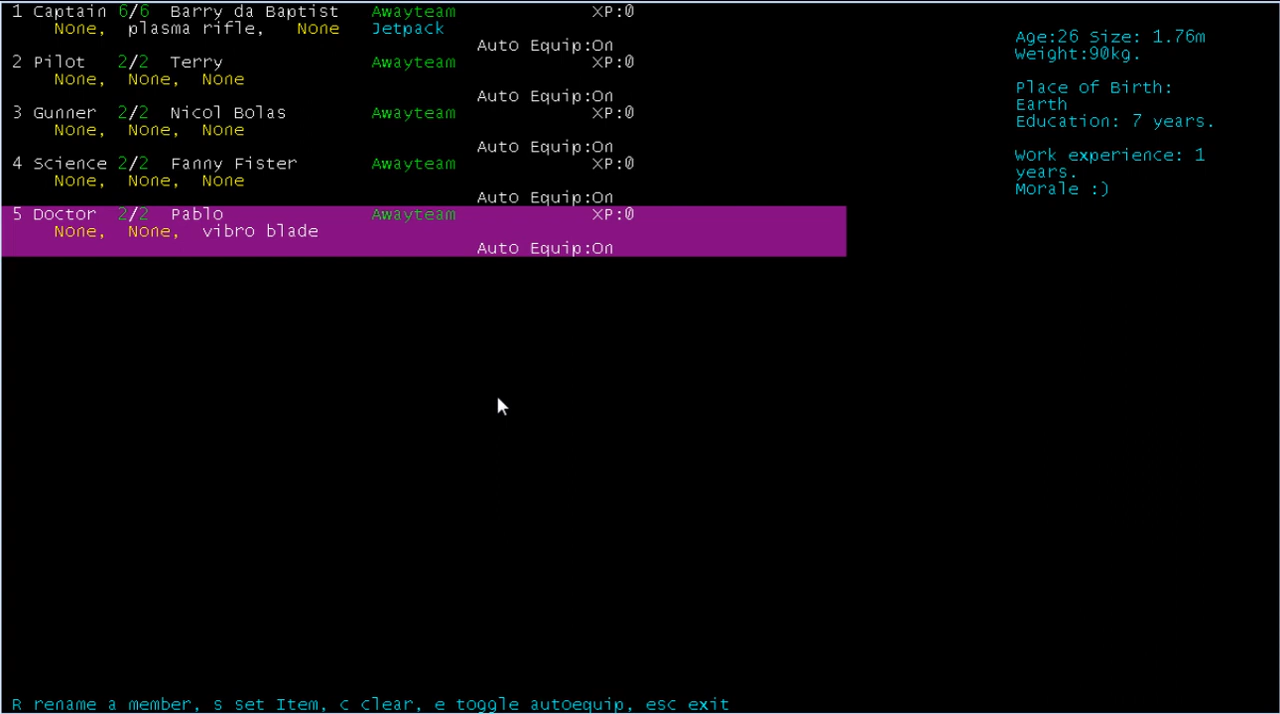 1 Captain 6/6 Barry da Baptist Awayteam XP:0
None, plasma rifle, None Jetpack
Auto Equip:On
2 Pilot 2/2 Terry Awayteam XP:0
None, None, None
Auto Equip:On
3 Gunner 2/2 Nicol Bolas Awayteam XP:0
None, None, None
Auto Equip:On
4 Science 2/2 Fanny Fister Awayteam XP:0
None, None, None
Auto Equip:On
5 Doctor 2/2 Pablo Awayteam XP:0
None, None, vibro blade
Auto Equip:On
Age:26 Size: 1.76m
Weight:90kg.
Place of Birth:
Earth
Education: 7 years.
Work experience: 1
years.
Morale :)
R rename a member, s set Item, c clear, e toggle autoequip, esc exit